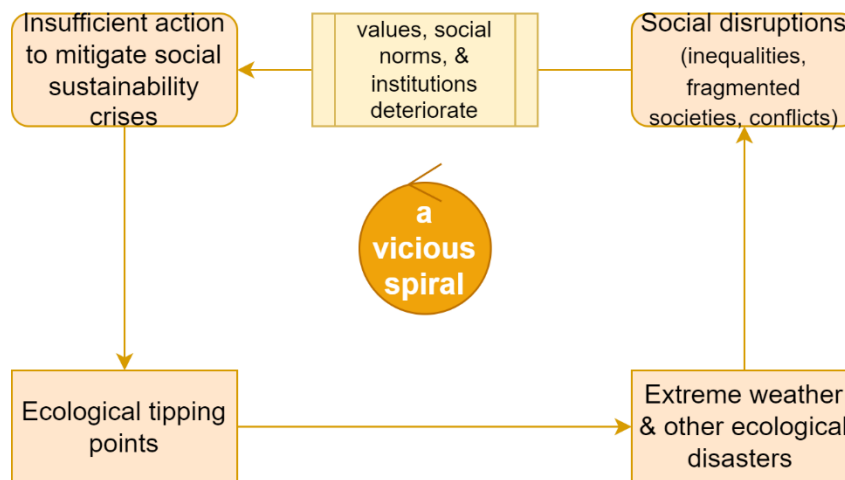 Insufficient action
to mitigate social
sustainability
crises
values, social
norms, &
institutions
deteriorate
Social disruptions
(inequalities,
fragmented
societies, conflicts)
a
vicious
spiral
Ecological tipping
points
Extreme weather
& other ecological
disasters